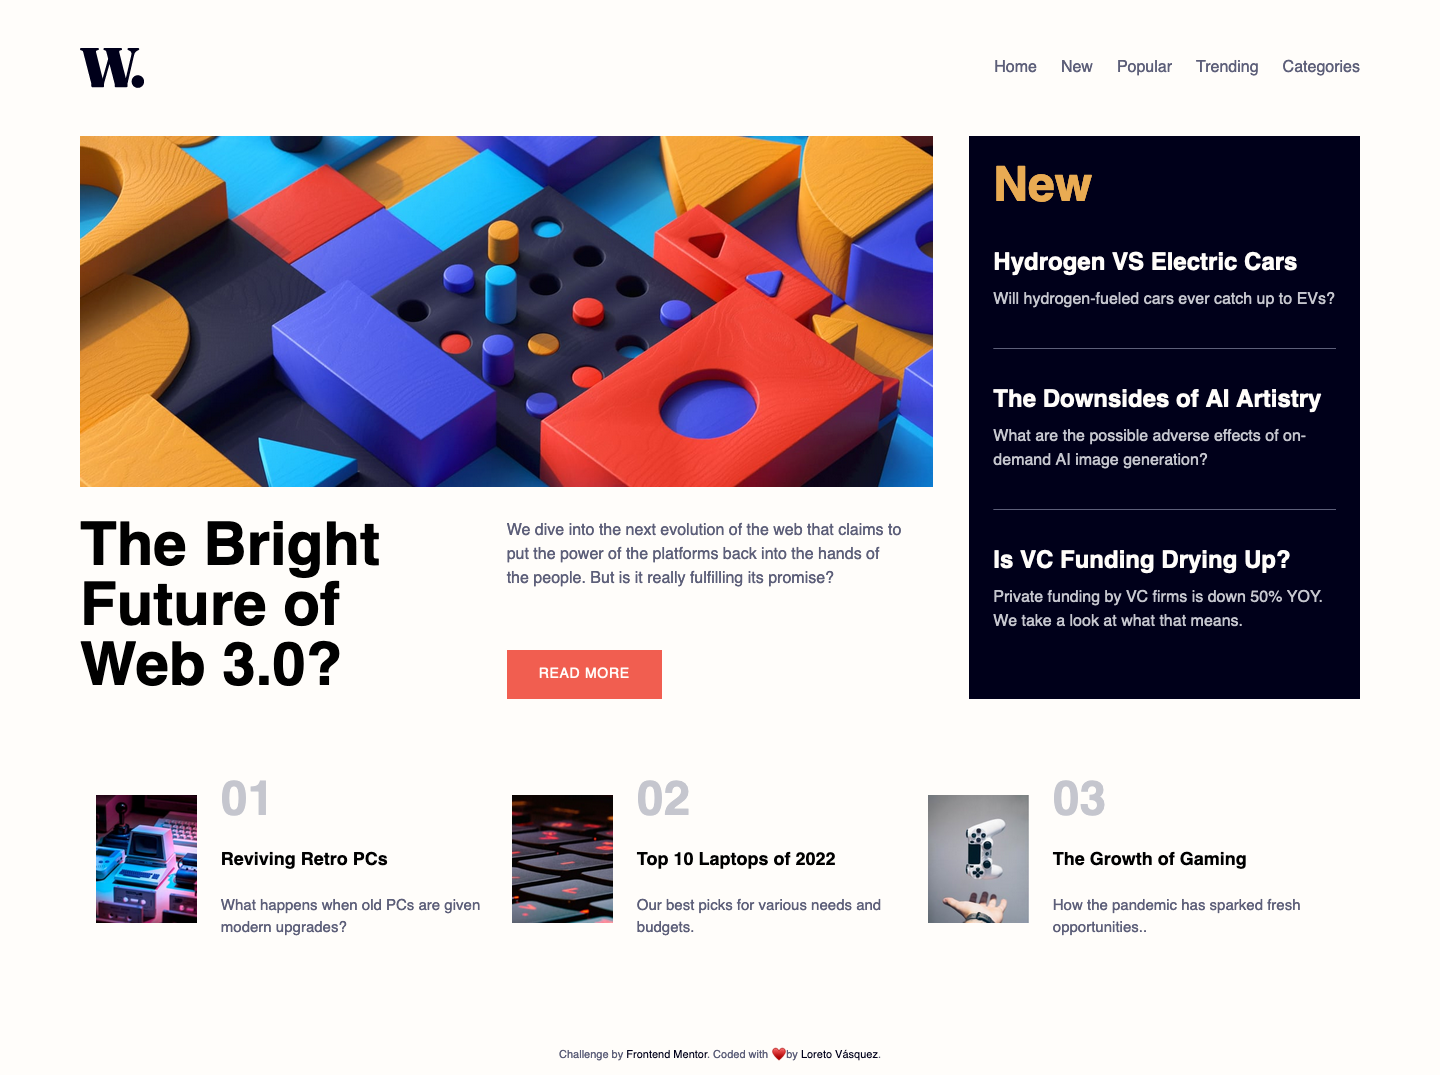 W.
Home New Popular Trending Categories
The Bright
Future of
Web 3.0?
We dive into the next evolution of the web that claims to
put the power of the platforms back into the hands of
the people. But is it really fulfilling its promise?
READ MORE
New
Hydrogen VS Electric Cars
Will hydrogen-fueled cars ever catch up to EVs?
The Downsides of AI Artistry
What are the possible adverse effects of on-
demand AI image generation?
Is VC Funding Drying Up?
Private funding by VC firms is down 50% YOY.
We take a look at what that means.
01
Reviving Retro PCs
What happens when old PCs are given
modern upgrades?
02
Top 10 Laptops of 2022
Our best picks for various needs and
budgets.
03
The Growth of Gaming
How the pandemic has sparked fresh
opportunities..
Challenge by Frontend Mentor. Coded with ❤️by Loreto Vásquez.